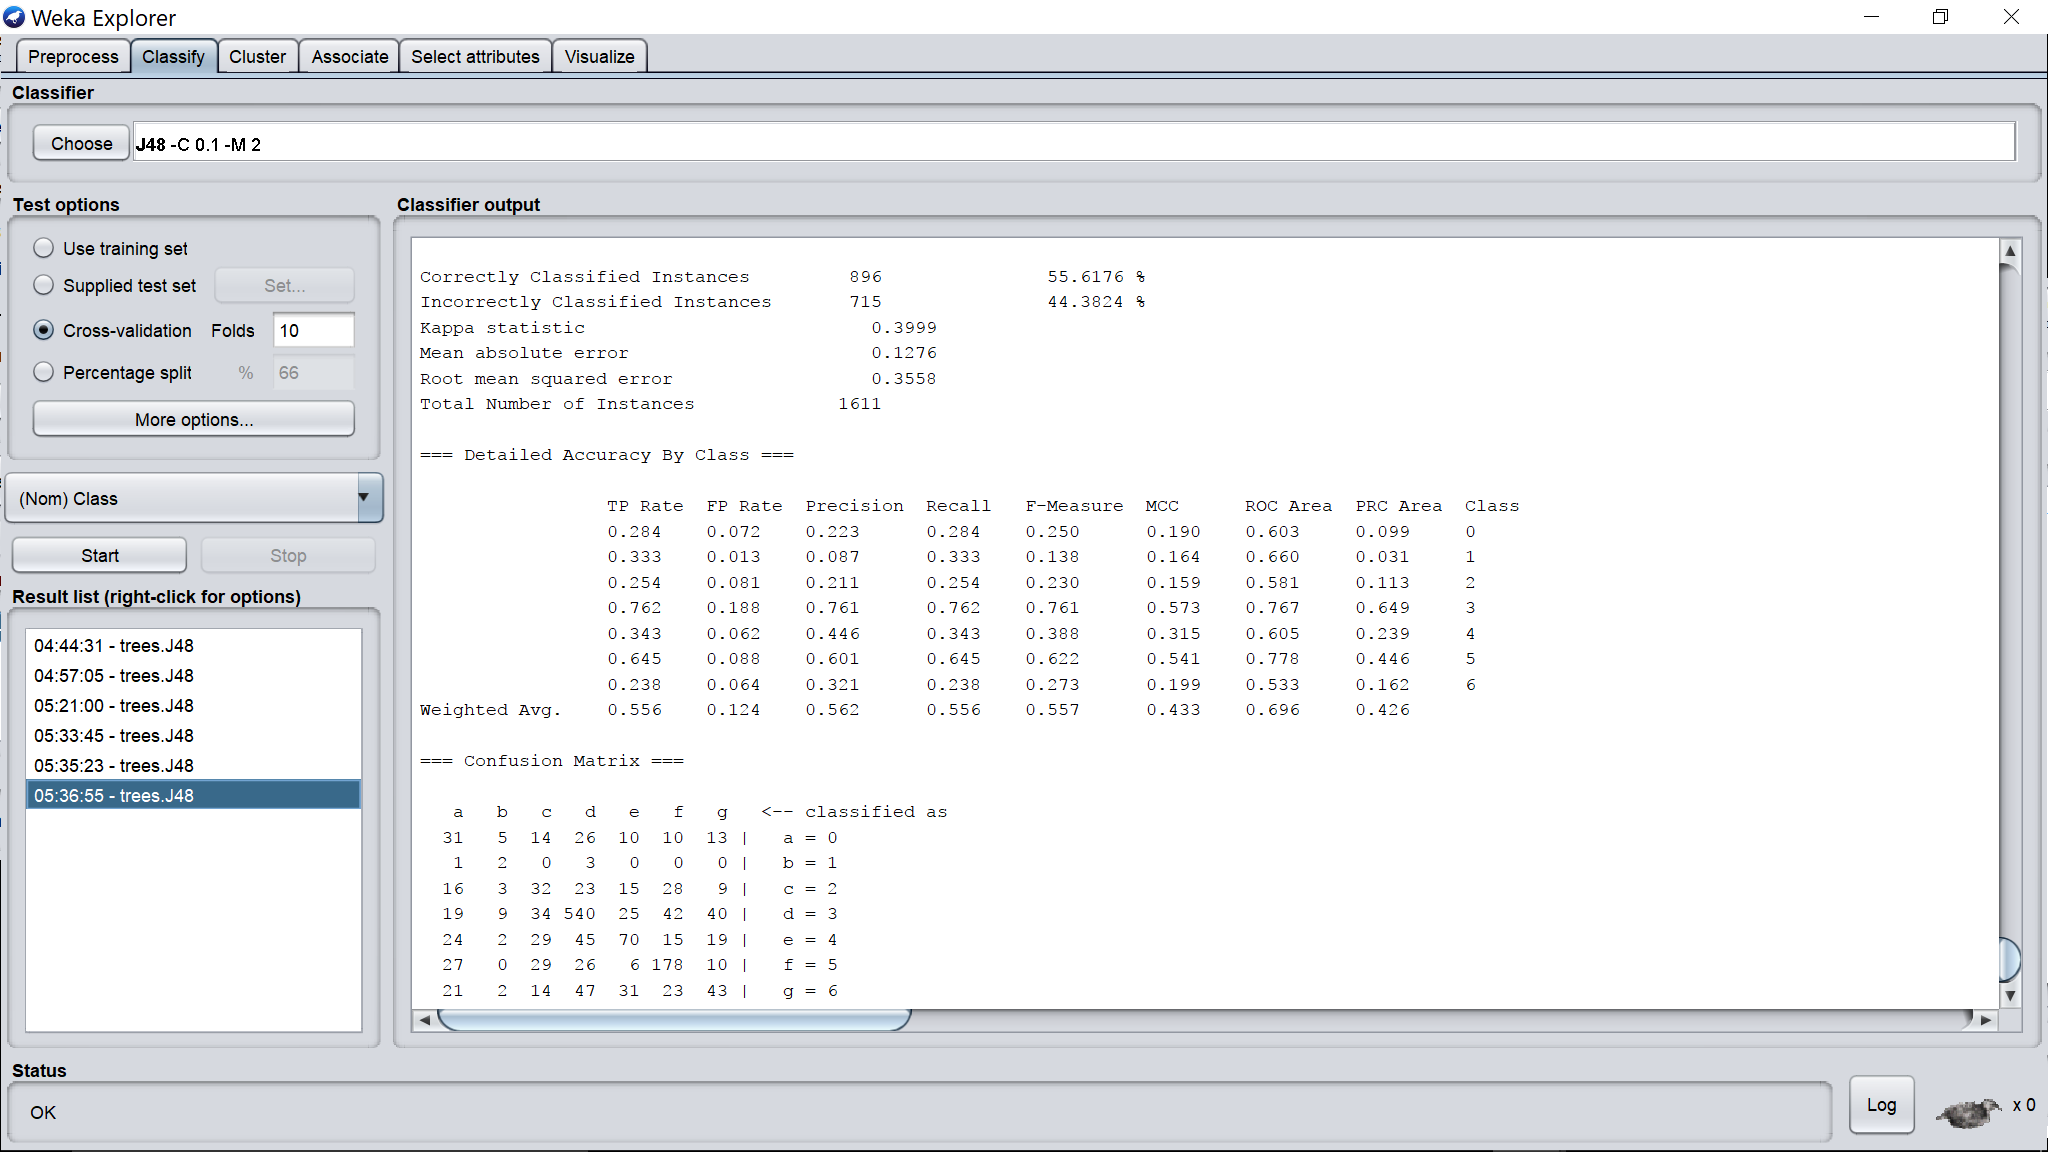 Weka Explorer
Preprocess Classify Cluster Associate Select attributes Visualize
Classifier
Choose J48 -C 0.1 -M 2
Test options
Use training set
Supplied test set Set...
Cross-validation Folds 10
Percentage split % 66
More options...
(Nom) Class
Start Stop
Result list (right-click for options)
04:44:31 - trees.J48
04:57:05 - trees.J48
05:21:00 - trees.J48
05:33:45 - trees.J48
05:35:23 - trees.J48
05:36:55 - trees.J48
Classifier output
Correctly Classified Instances 896 55.6176 %
Incorrectly Classified Instances 715 44.3824 %
Kappa statistic 0.3999
Mean absolute error 0.1276
Root mean squared error 0.3558
Total Number of Instances 1611
=== Detailed Accuracy By Class ===
TP Rate FP Rate Precision Recall F-Measure MCC ROC Area PRC Area Class
0.284 0.072 0.223 0.284 0.250 0.190 0.603 0.099 0
0.333 0.013 0.087 0.333 0.138 0.164 0.660 0.031 1
0.254 0.081 0.211 0.254 0.230 0.159 0.581 0.113 2
0.762 0.188 0.761 0.762 0.761 0.573 0.767 0.649 3
0.343 0.062 0.446 0.343 0.388 0.315 0.605 0.239 4
0.645 0.088 0.601 0.645 0.622 0.541 0.778 0.446 5
0.238 0.064 0.321 0.238 0.273 0.199 0.533 0.162 6
Weighted Avg. 0.556 0.124 0.562 0.556 0.557 0.433 0.696 0.426
=== Confusion Matrix ===
a b c d e f g <-- classified as
31 5 14 26 10 10 13 | a = 0
1 2 0 3 0 0 0 | b = 1
16 3 32 23 15 28 9 | c = 2
19 9 34 540 25 42 40 | d = 3
24 2 29 45 70 15 19 | e = 4
27 0 29 26 6 178 10 | f = 5
21 2 14 47 31 23 43 | g = 6
Status
OK
Log
x 0